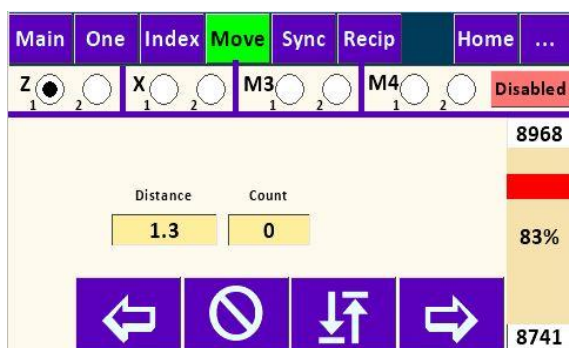 Main One Index Move Sync Recip Home ...
Z 1 2 X 1 2 M3 1 2 M4 1 2 Disabled
8968
Distance Count
1.3 0
83%
8741